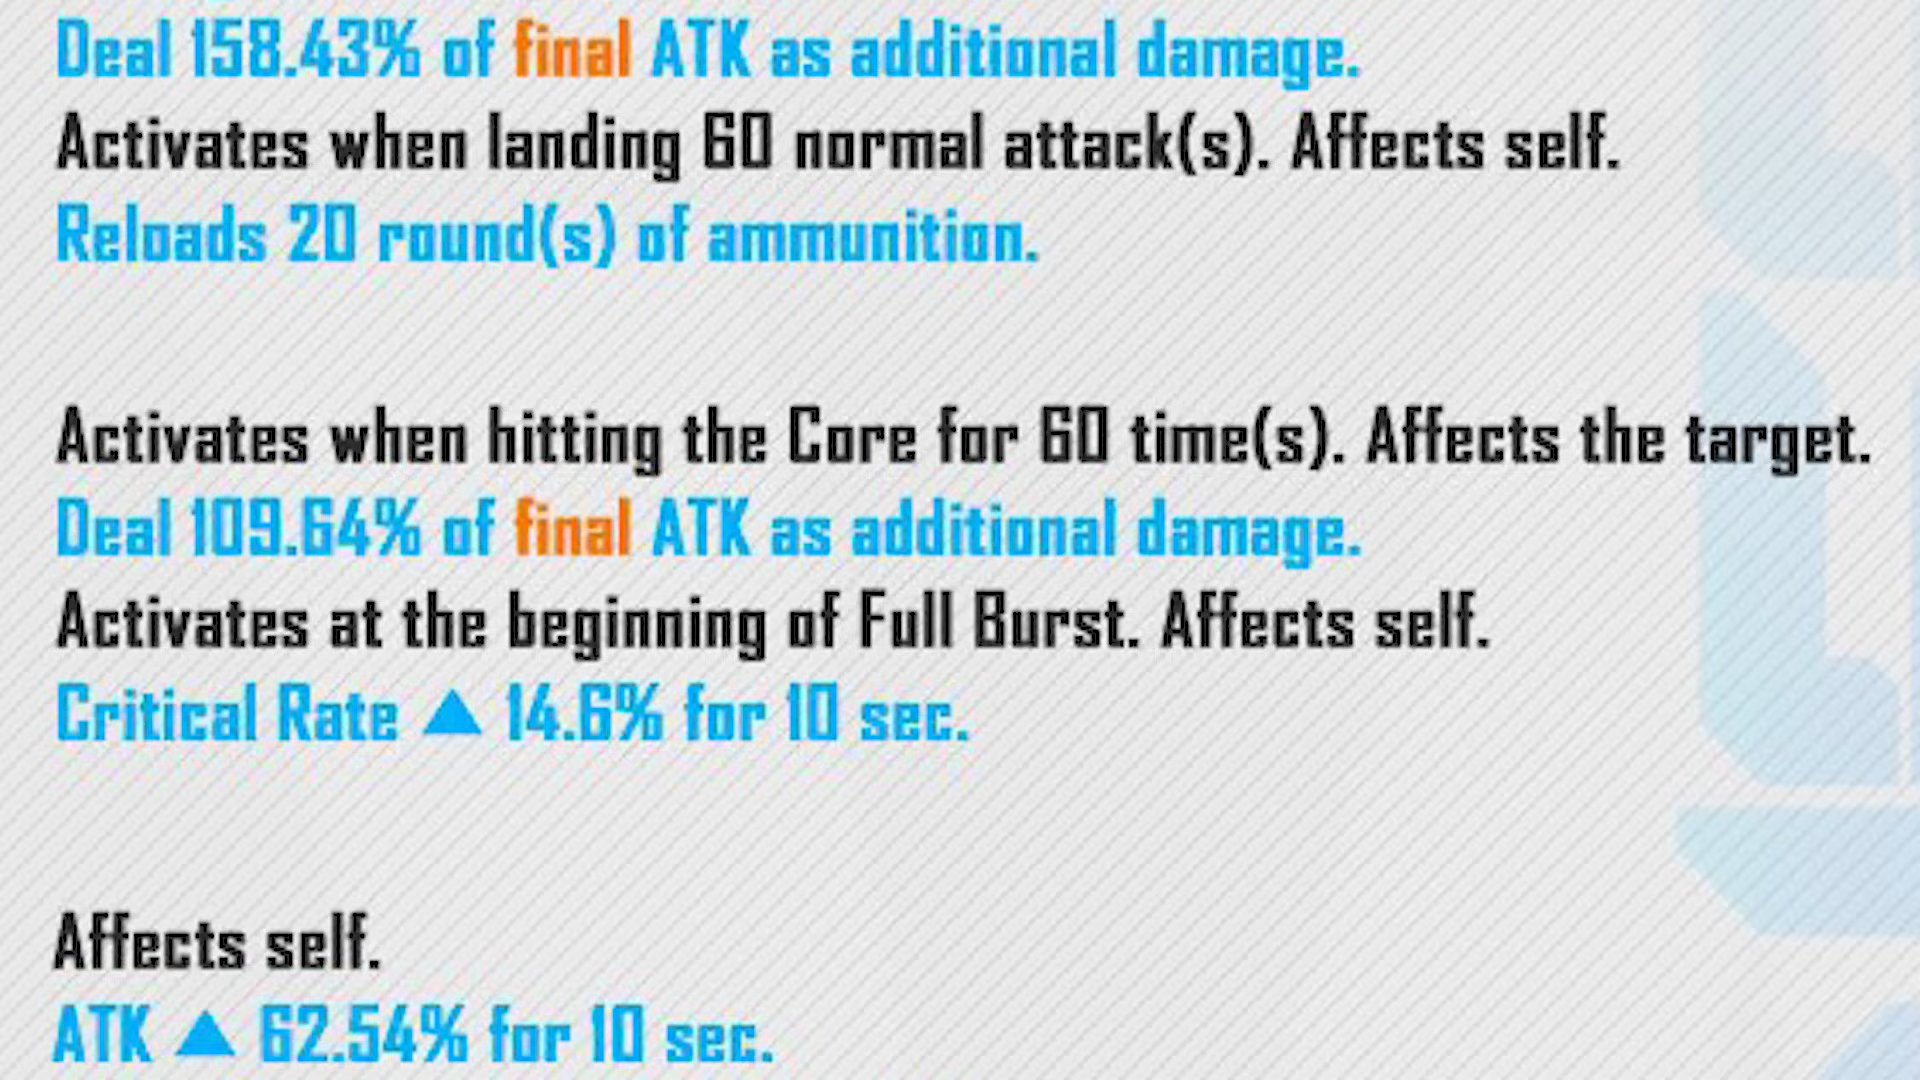 Deal 158.43% of final ATK as additional damage.
Activates when landing 60 normal attack(s). Affects self.
Reloads 20 round(s) of ammunition.
Activates when hitting the Core for 60 time(s). Affects the target.
Deal 109.64% of final ATK as additional damage.
Activates at the beginning of Full Burst. Affects self.
Critical Rate ▲ 14.6% for 10 sec.
Affects self.
ATK ▲ 62.54% for 10 sec.